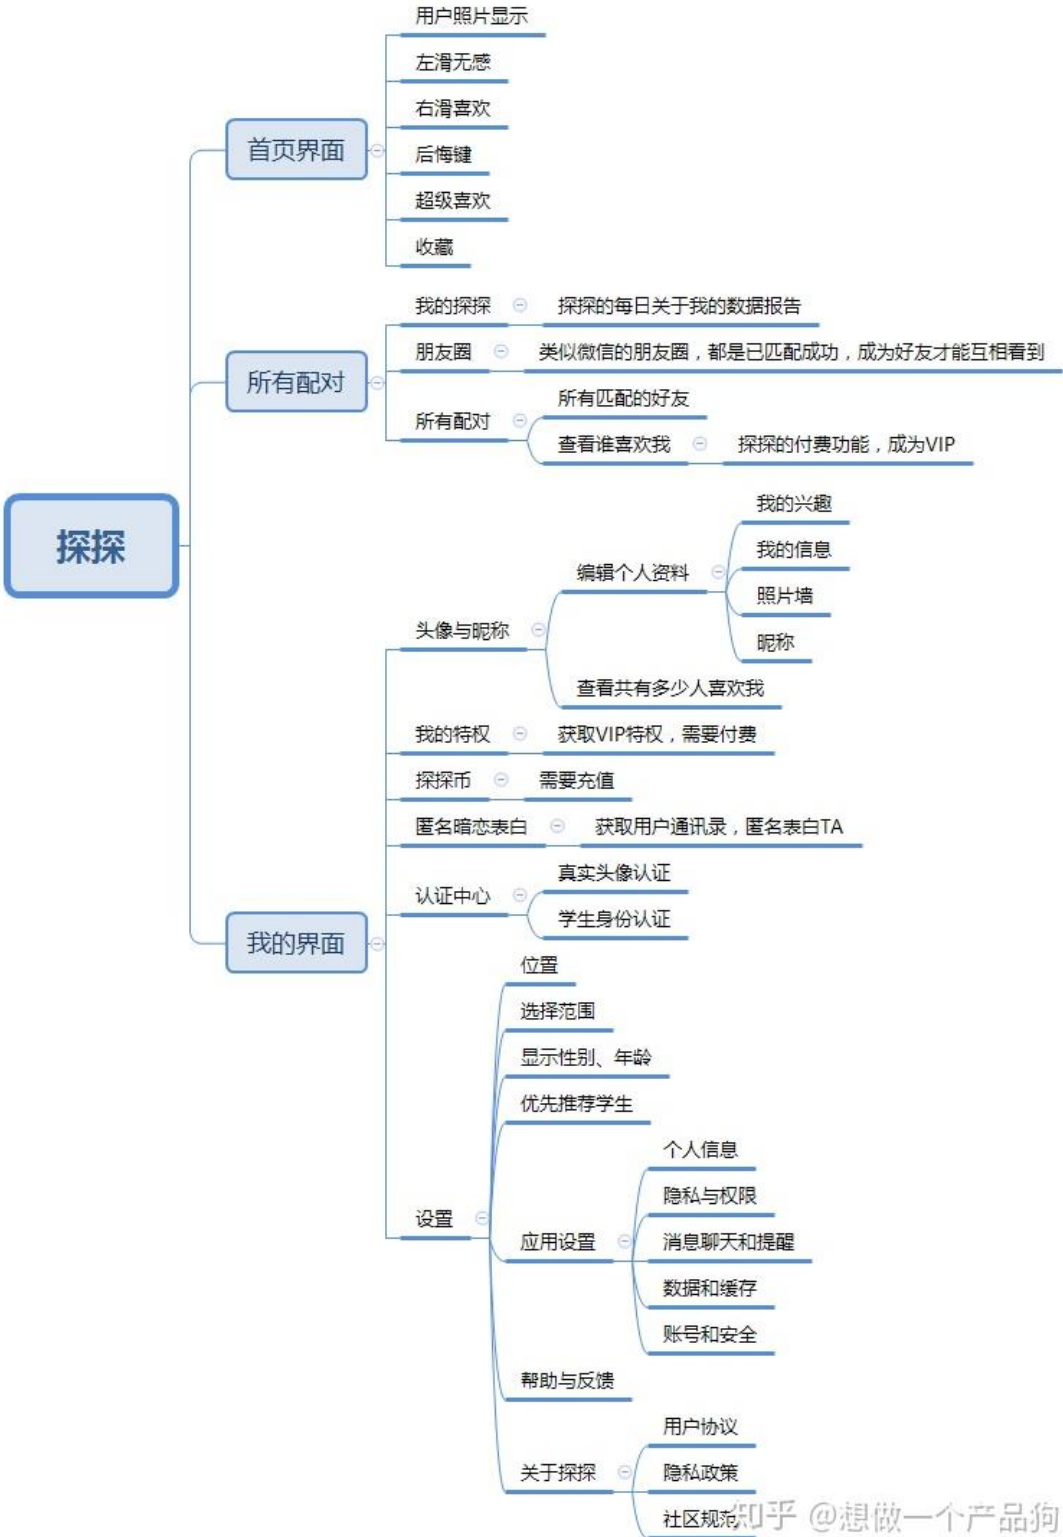 探探
首页界面
用户照片显示
左滑无感
右滑喜欢
后悔键
超级喜欢
收藏
所有配对
我的探探
探探的每日关于我的数据报告
朋友圈
类似微信的朋友圈，都是已匹配成功，成为好友才能互相看到
所有配对
所有匹配的好友
查看谁喜欢我
探探的付费功能，成为VIP
我的界面
头像与昵称
编辑个人资料
我的兴趣
我的信息
照片墙
昵称
查看共有多少人喜欢我
我的特权
获取VIP特权，需要付费
探探币
需要充值
匿名暗恋表白
获取用户通讯录，匿名表白TA
认证中心
真实头像认证
学生身份认证
设置
位置
选择范围
显示性别、年龄
优先推荐学生
应用设置
个人信息
隐私与权限
消息聊天和提醒
数据和缓存
账号和安全
帮助与反馈
关于探探
用户协议
隐私政策
社区规范
知乎 @想做一个产品狗